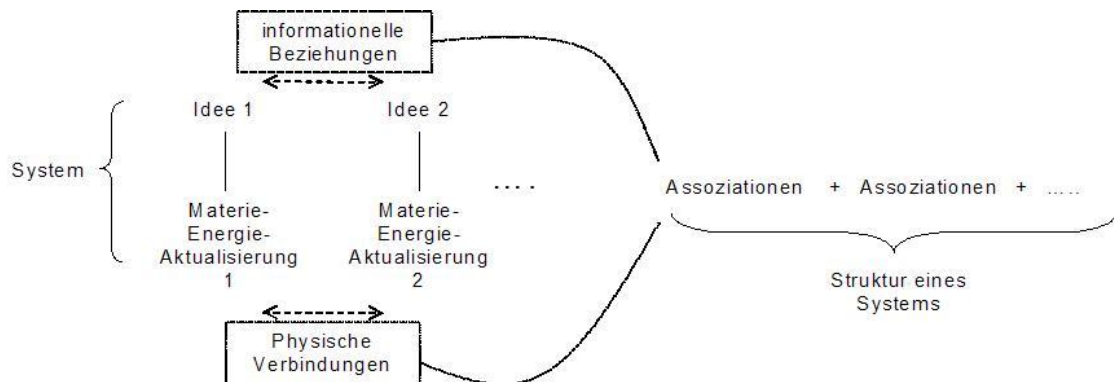 informationelle
Beziehungen
Idee 1 Idee 2
System
.... Assoziationen + Assoziationen + .....
Materie-
Energie-
Aktualisierung
1
Materie-
Energie-
Aktualisierung
2
Struktur eines
Systems
Physische
Verbindungen